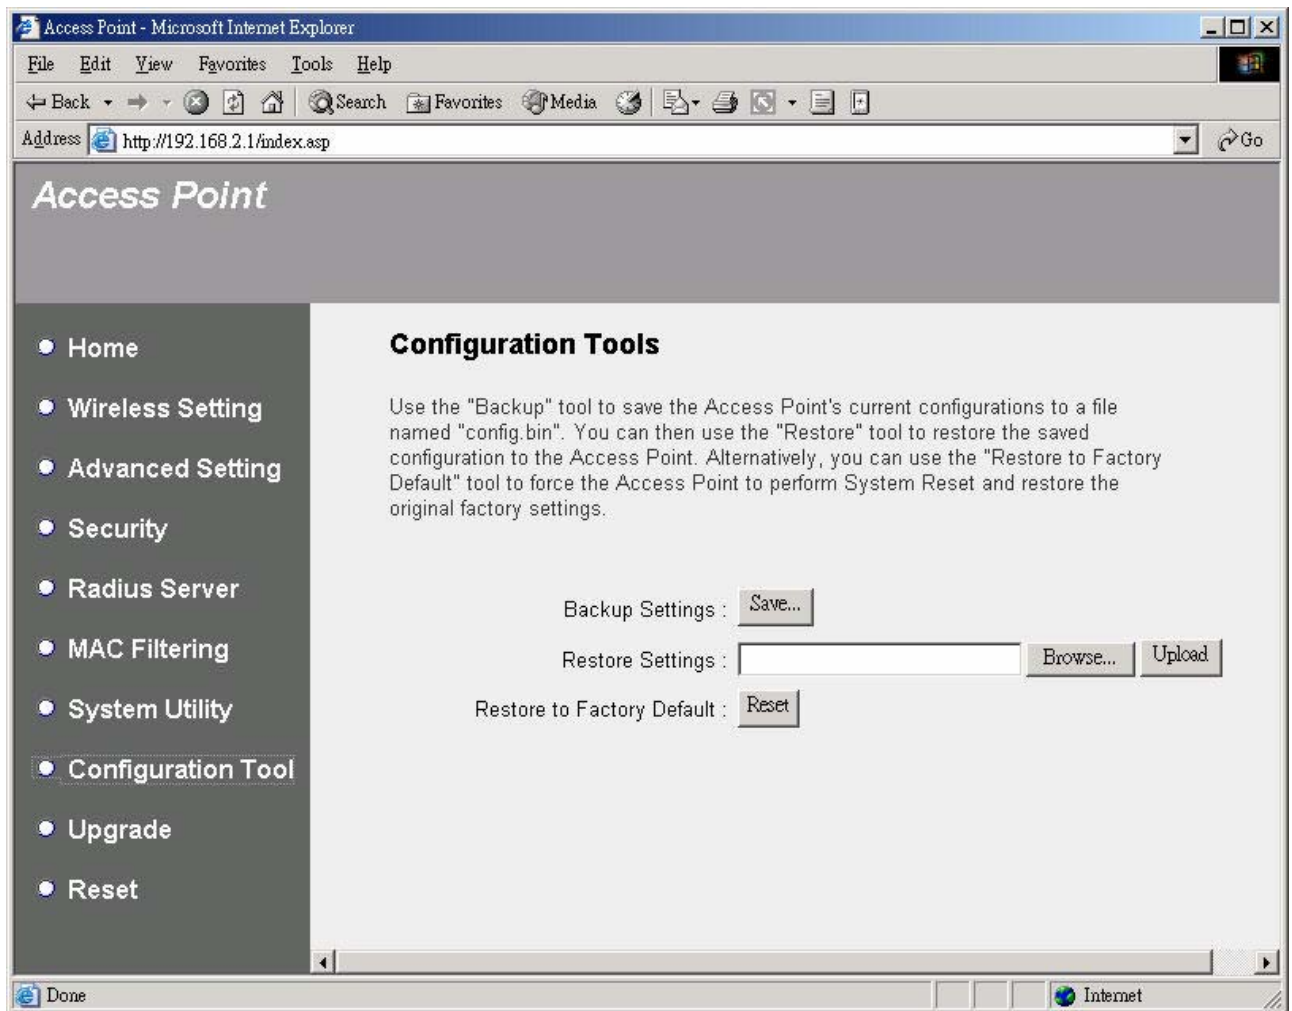 Access Point - Microsoft Internet Explorer
File Edit View Favorites Tools Help
Back Search Favorites Media
Address http://192.168.2.1/index.asp Go
Access Point
Home
Wireless Setting
Advanced Setting
Security
Radius Server
MAC Filtering
System Utility
Configuration Tool
Upgrade
Reset
Configuration Tools
Use the "Backup" tool to save the Access Point's current configurations to a file
named "config.bin". You can then use the "Restore" tool to restore the saved
configuration to the Access Point. Alternatively, you can use the "Restore to Factory
Default" tool to force the Access Point to perform System Reset and restore the
original factory settings.
Backup Settings : Save...
Restore Settings : Browse... Upload
Restore to Factory Default : Reset
Done Internet